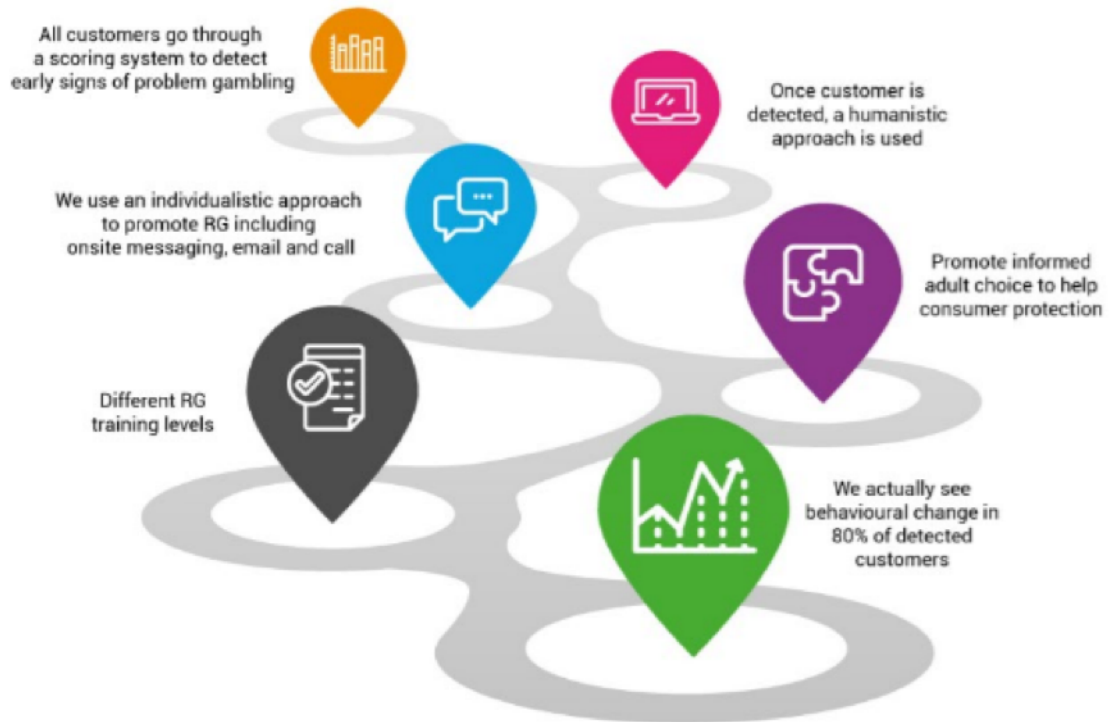 All customers go through
a scoring system to detect
early signs of problem gambling
Once customer is
detected, a humanistic
approach is used
We use an individualistic approach
to promote RG including
onsite messaging, email and call
Promote informed
adult choice to help
consumer protection
Different RG
training levels
We actually see
behavioural change in
80% of detected
customers